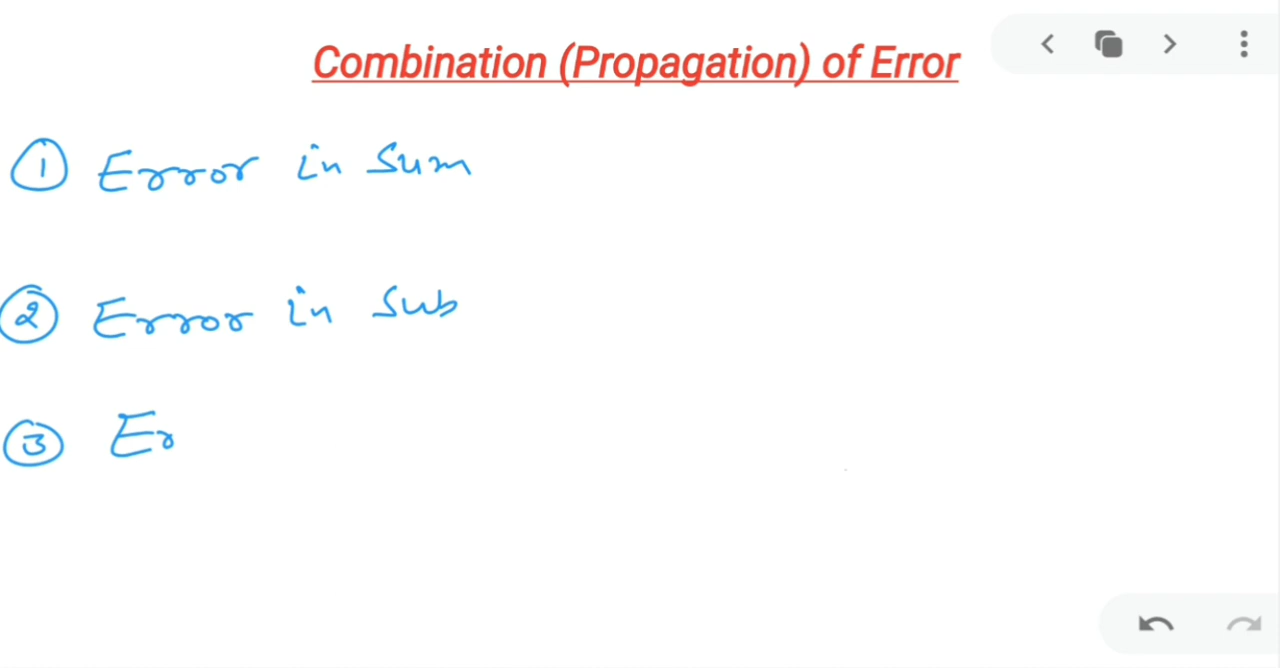 Combination (Propagation) of Error
① Error in Sum
② Error in Sub
③ Er